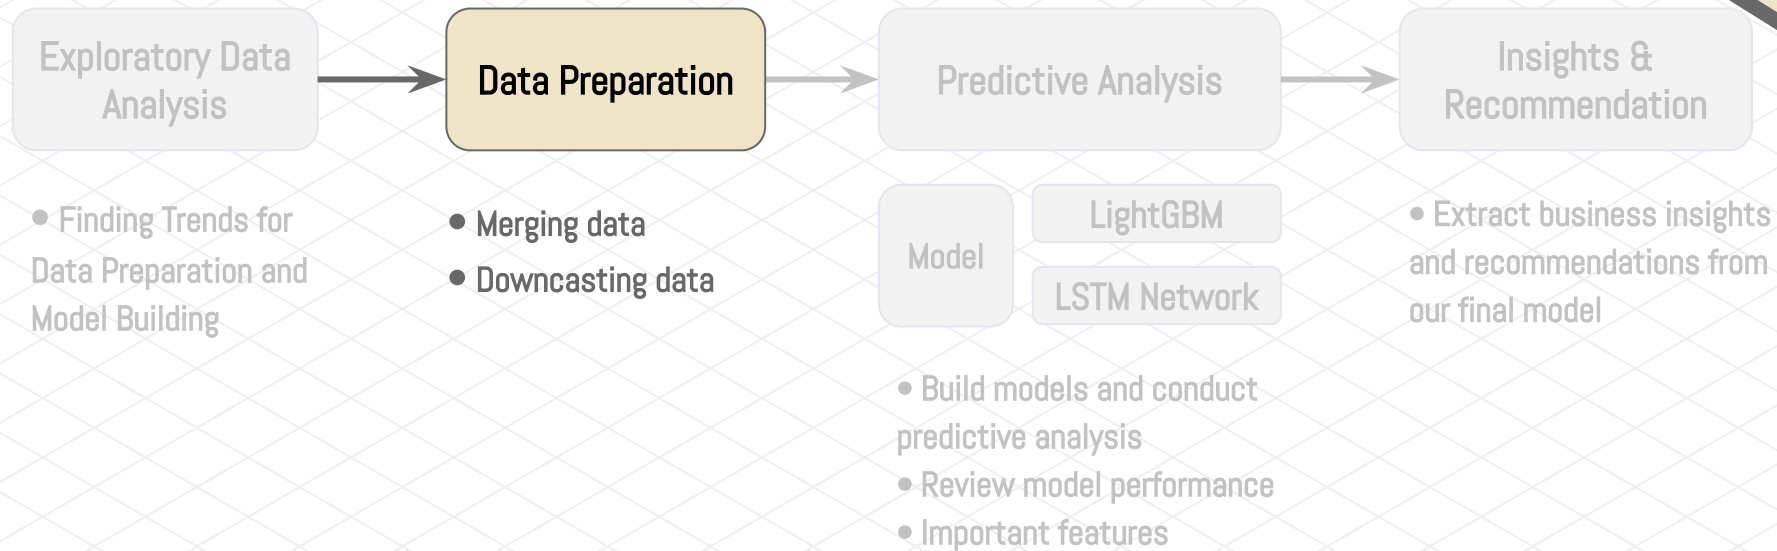 Exploratory Data
Analysis
Data Preparation
Predictive Analysis
Insights &
Recommendation
● Finding Trends for
Data Preparation and
Model Building
● Merging data
● Downcasting data
Model
LightGBM
LSTM Network
● Build models and conduct
predictive analysis
● Review model performance
● Important features
● Extract business insights
and recommendations from
our final model